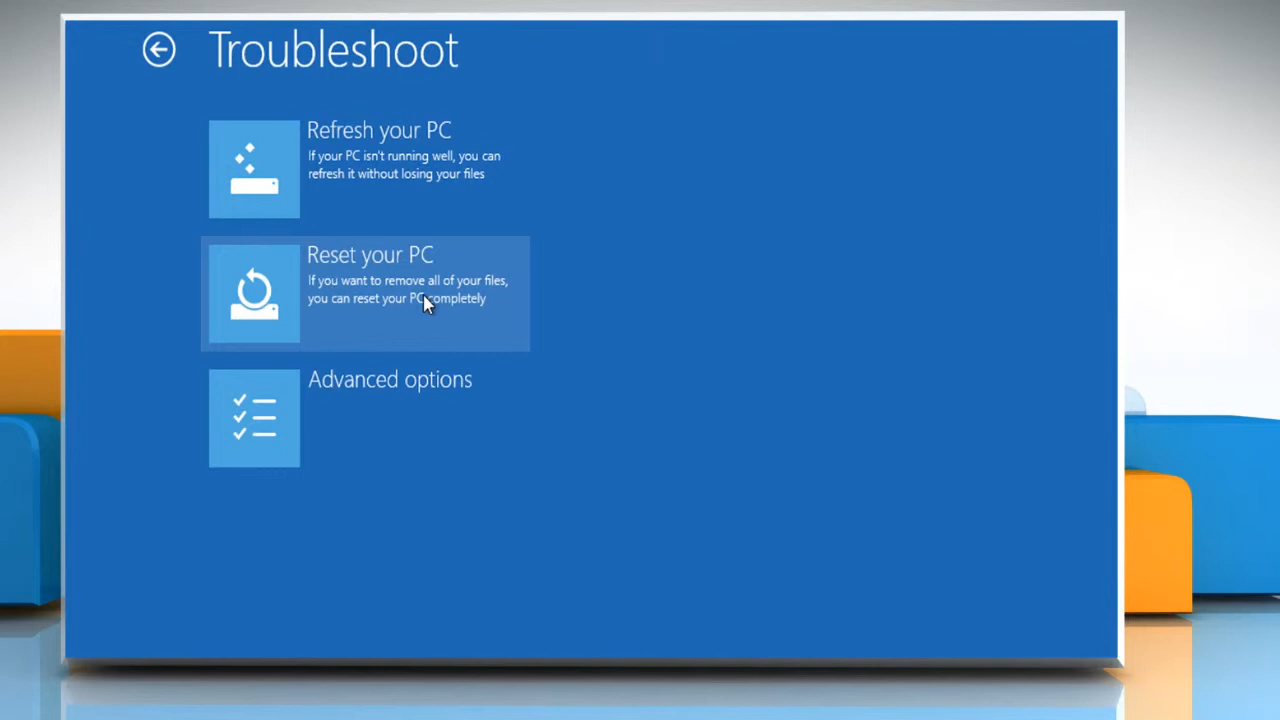 Troubleshoot
Refresh your PC
If your PC isn't running well, you can
refresh it without losing your files
Reset your PC
If you want to remove all of your files,
you can reset your PC completely
Advanced options